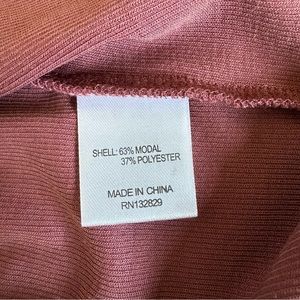 SHELL: 63% MODAL
37% POLYESTER
MADE IN CHINA
RN132829